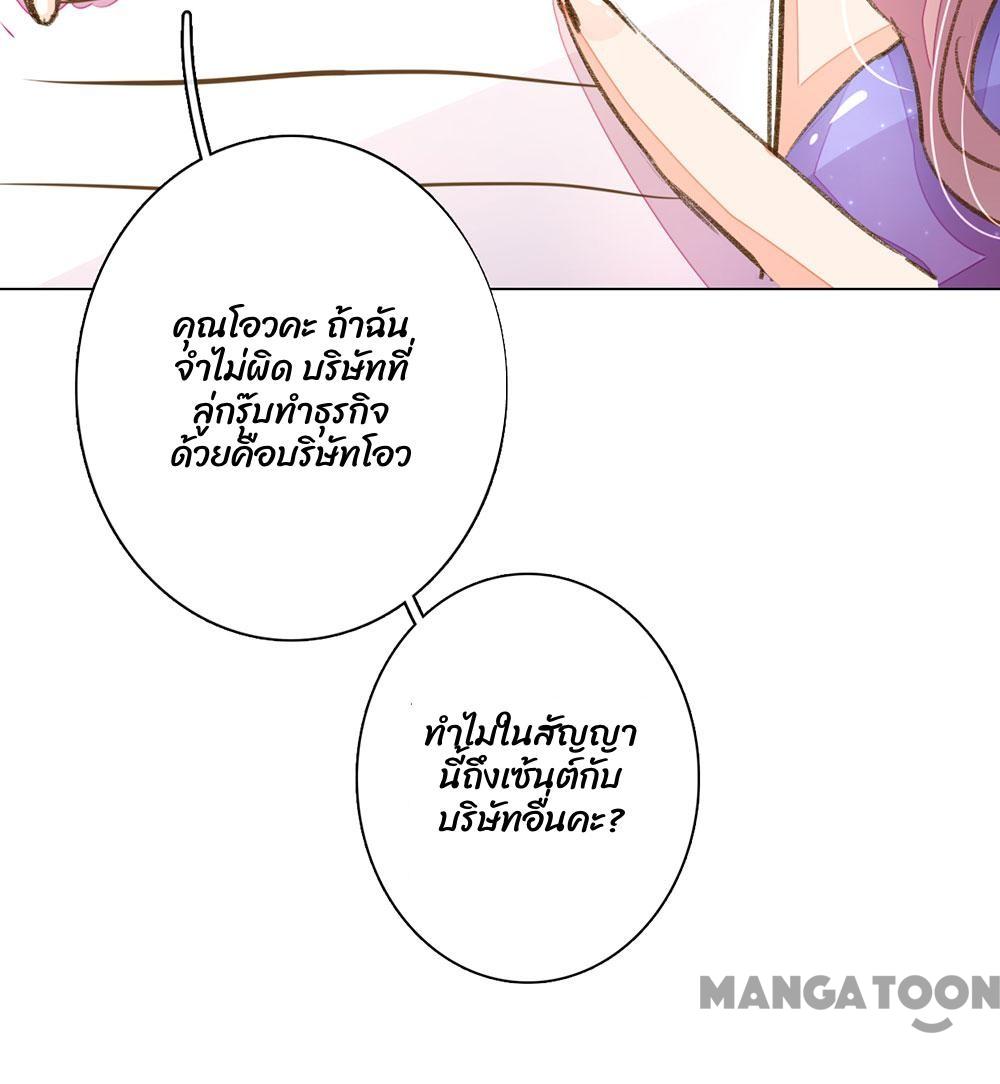 คุณโอวคะ ถ้าฉัน
จำไม่ผิด บริษัทที่
ลู่กรุ๊บทำธุรกิจ
ด้วยคือบริษัทโอว
ทำไมในสัญญา
นี้ถึงเซ้นต์กับ
บริษัทอื่นคะ?
MANGATOON